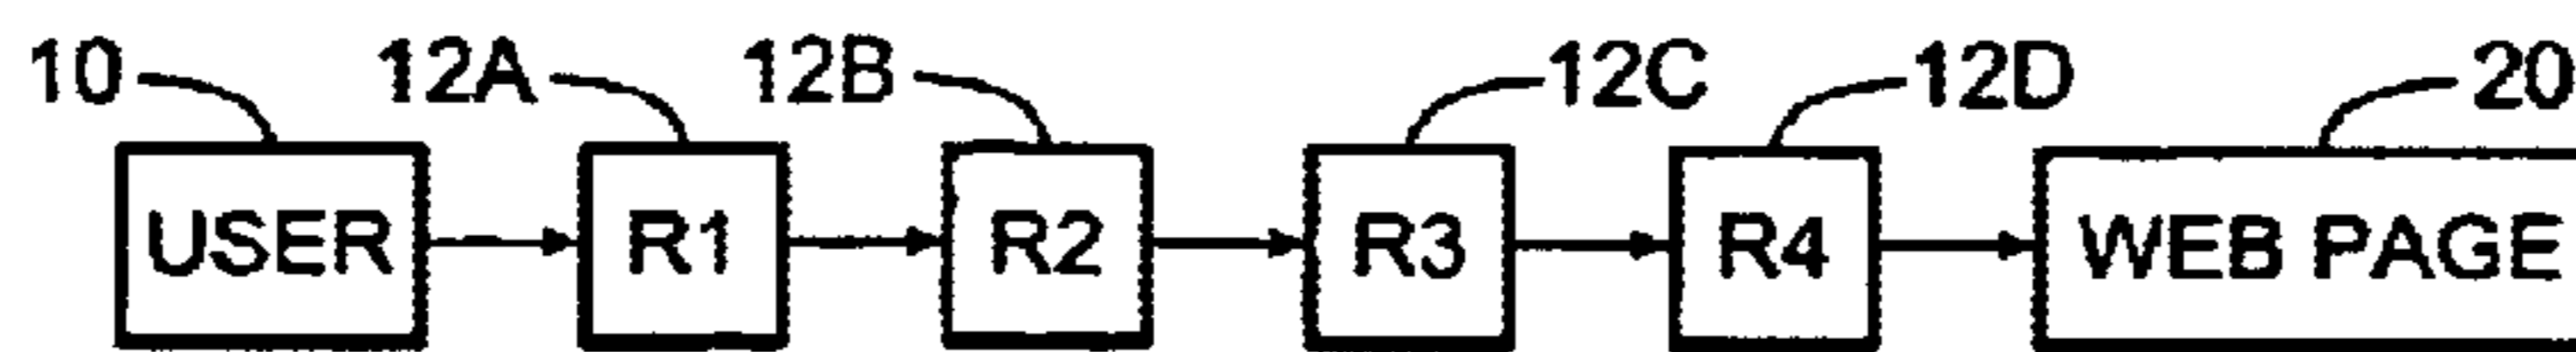 10 12A 12B 12C 12D 20
USER R1 R2 R3 R4 WEB PAGE